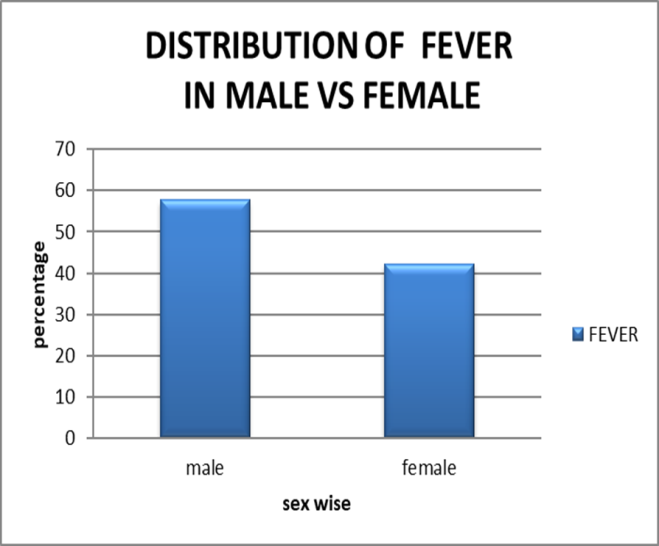 DISTRIBUTION OF FEVER
IN MALE VS FEMALE
percentage
70
60
50
40
30
20
10
0
male female
sex wise
FEVER